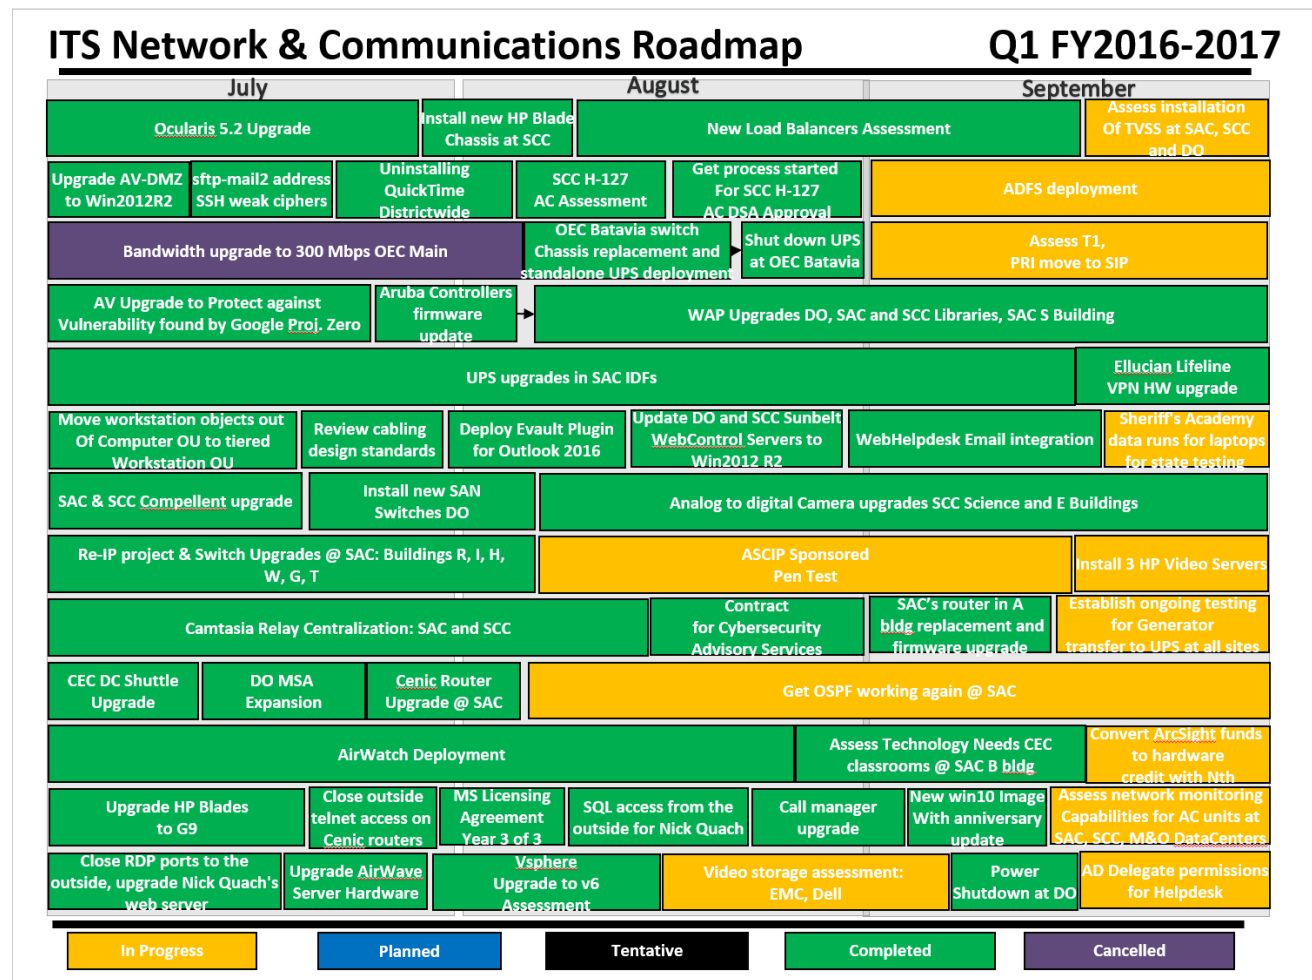 ITS Network & Communications Roadmap Q1 FY2016-2017
July August September
Ocularis 5.2 Upgrade
Install new HP Blade
Chassis at SCC
New Load Balancers Assessment
Assess installation
Of TVSS at SAC, SCC
and DO
Upgrade AV-DMZ
to Win2012R2
sftp-mail2 address
SSH weak ciphers
Uninstalling
QuickTime
Districtwide
SCC H-127
AC Assessment
Get process started
For SCC H-127
AC DSA Approval
ADFS deployment
Bandwidth upgrade to 300 Mbps OEC Main
OEC Batavia switch
Chassis replacement and
standalone UPS deployment
Shut down UPS
at OEC Batavia
Assess T1,
PRI move to SIP
AV Upgrade to Protect against
Vulnerability found by Google Proj. Zero
Aruba Controllers
firmware
update
WAP Upgrades DO, SAC and SCC Libraries, SAC S Building
UPS upgrades in SAC IDFs
Ellucian Lifeline
VPN HW upgrade
Move workstation objects out
Of Computer OU to tiered
Workstation OU
Review cabling
design standards
Deploy Evault Plugin
for Outlook 2016
Update DO and SCC Sunbelt
WebControl Servers to
Win2012 R2
WebHelpdesk Email integration
Sheriff's Academy
data runs for laptops
for state testing
SAC & SCC Compellent upgrade
Install new SAN
Switches DO
Analog to digital Camera upgrades SCC Science and E Buildings
Re-IP project & Switch Upgrades @ SAC: Buildings R, I, H,
W, G, T
ASCIP Sponsored
Pen Test
Install 3 HP Video Servers
Camtasia Relay Centralization: SAC and SCC
Contract
for Cybersecurity
Advisory Services
SAC's router in A
bldg replacement and
firmware upgrade
Establish ongoing testing
for Generator
transfer to UPS at all sites
CEC DC Shuttle
Upgrade
DO MSA
Expansion
Cenic Router
Upgrade @ SAC
Get OSPF working again @ SAC
AirWatch Deployment
Assess Technology Needs CEC
classrooms @ SAC B bldg
Convert ArcSight funds
to hardware
credit with Nth
Upgrade HP Blades
to G9
Close outside
telnet access on
Cenic routers
MS Licensing
Agreement
Year 3 of 3
SQL access from the
outside for Nick Quach
Call manager
upgrade
New win10 Image
With anniversary
update
Assess network monitoring
Capabilities for AC units at
SAC, SCC, M&O DataCenters
Close RDP ports to the
outside, upgrade Nick Quach's
web server
Upgrade AirWave
Server Hardware
Vsphere
Upgrade to v6
Assessment
Video storage assessment:
EMC, Dell
Power
Shutdown at DO
AD Delegate permissions
for Helpdesk
In Progress Planned Tentative Completed Cancelled